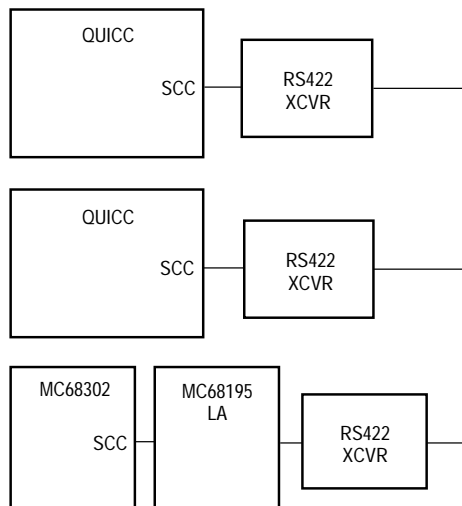 QUICC
SCC
RS422
XCVR
QUICC
SCC
RS422
XCVR
MC68302
SCC
MC68195
LA
RS422
XCVR